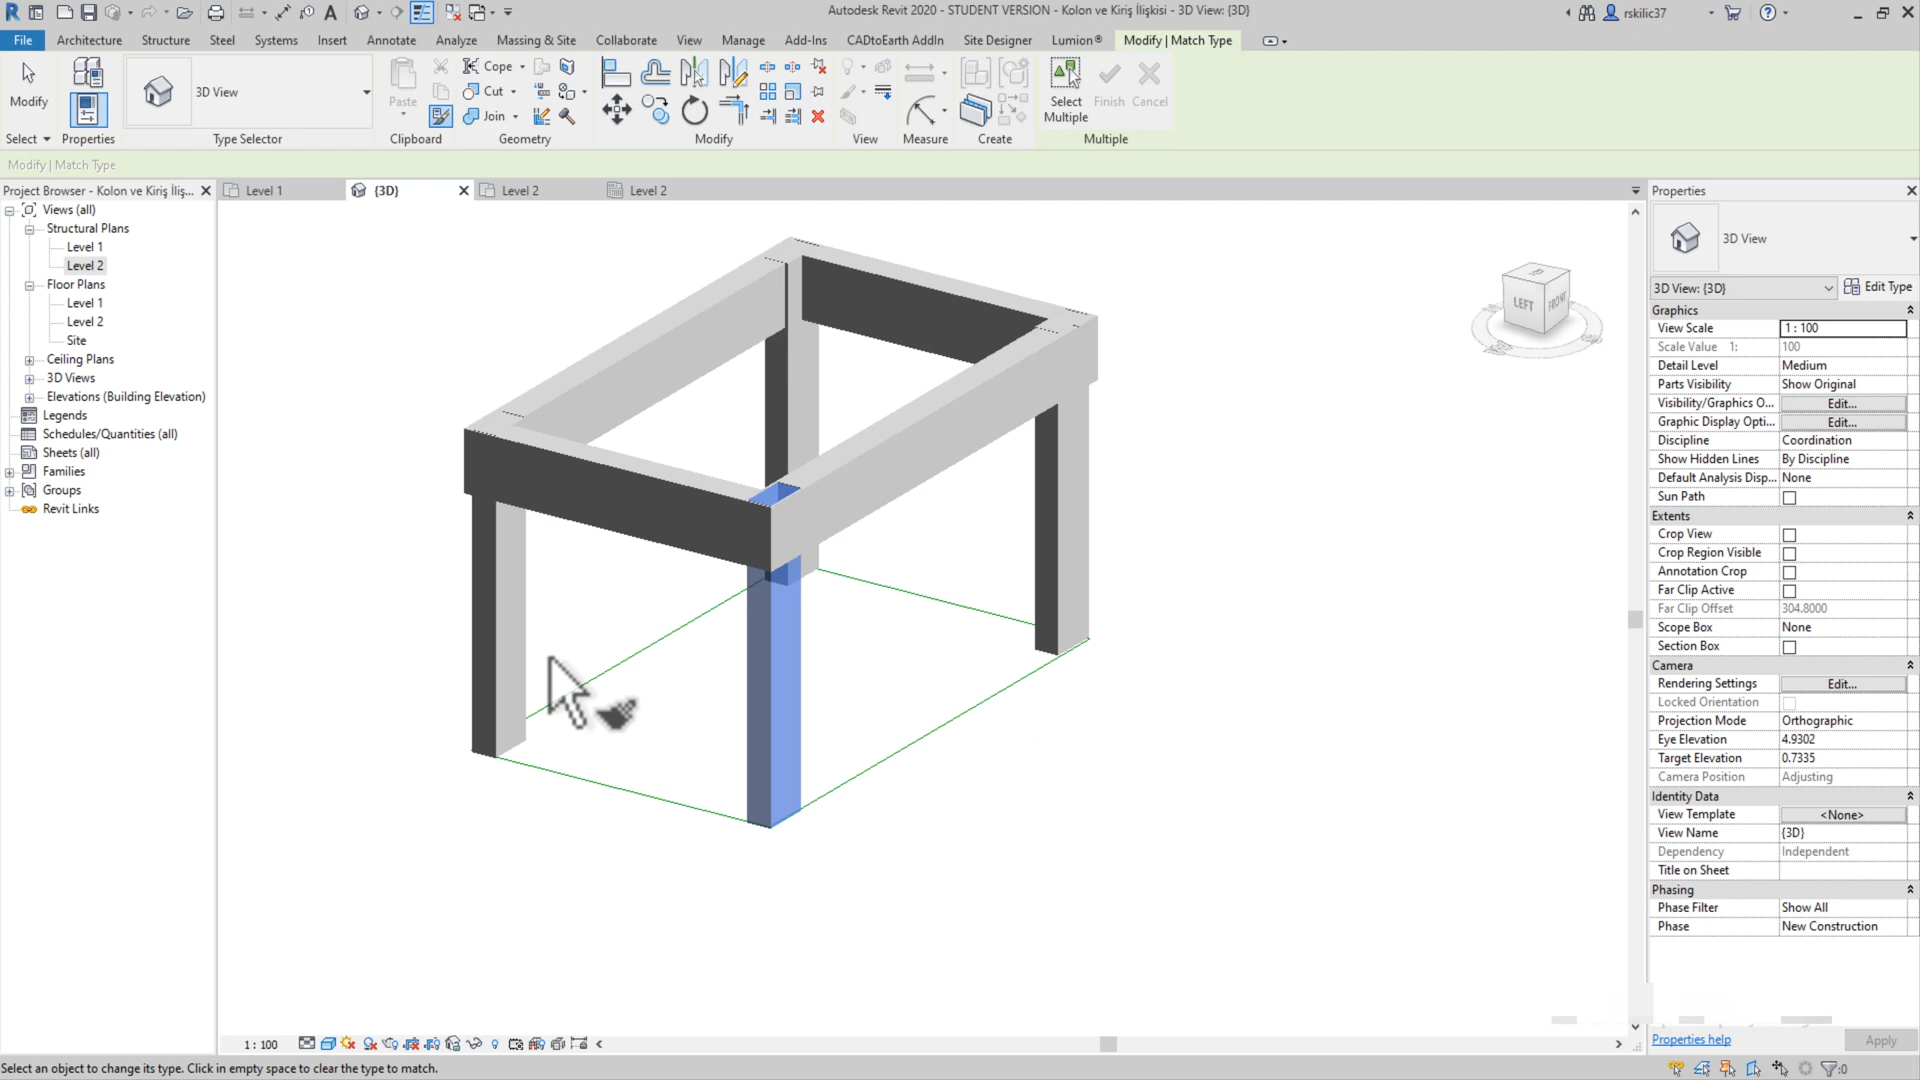 Autodesk Revit 2020 - STUDENT VERSION - Kolon ve Kiriş İlişkisi - 3D View: {3D}
rskilic37
File
Architecture
Structure
Steel
Systems
Insert
Annotate
Analyze
Massing & Site
Collaborate
View
Manage
Add-Ins
CADtoEarth AddIn
Site Designer
Lumion®
Modify | Match Type
Modify
3D View
Paste
Cope
Cut
Join
Select Multiple
Finish
Cancel
Select
Properties
Type Selector
Clipboard
Geometry
Modify
View
Measure
Create
Multiple
Modify | Match Type
Project Browser - Kolon ve Kiriş İliş...
Level 1
{3D}
Level 2
Level 2
Properties
Views (all)
Structural Plans
Level 1
Level 2
Floor Plans
Level 1
Level 2
Site
Ceiling Plans
3D Views
Elevations (Building Elevation)
Legends
Schedules/Quantities (all)
Sheets (all)
Families
Groups
Revit Links
LEFT
FRONT
3D View
3D View: {3D}
Edit Type
Graphics
View Scale 1 : 100
Scale Value 1: 100
Detail Level Medium
Parts Visibility Show Original
Visibility/Graphics O... Edit...
Graphic Display Opti... Edit...
Discipline Coordination
Show Hidden Lines By Discipline
Default Analysis Disp... None
Sun Path
Extents
Crop View
Crop Region Visible
Annotation Crop
Far Clip Active
Far Clip Offset 304.8000
Scope Box None
Section Box
Camera
Rendering Settings Edit...
Locked Orientation
Projection Mode Orthographic
Eye Elevation 4.9302
Target Elevation 0.7335
Camera Position Adjusting
Identity Data
View Template <None>
View Name {3D}
Dependency Independent
Title on Sheet
Phasing
Phase Filter Show All
Phase New Construction
Properties help
Apply
1 : 100
Select an object to change its type. Click in empty space to clear the type to match.
:0